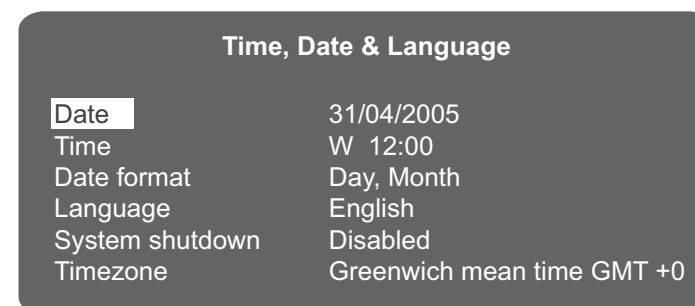 Time, Date & Language
Date 31/04/2005
Time W 12:00
Date format Day, Month
Language English
System shutdown Disabled
Timezone Greenwich mean time GMT +0